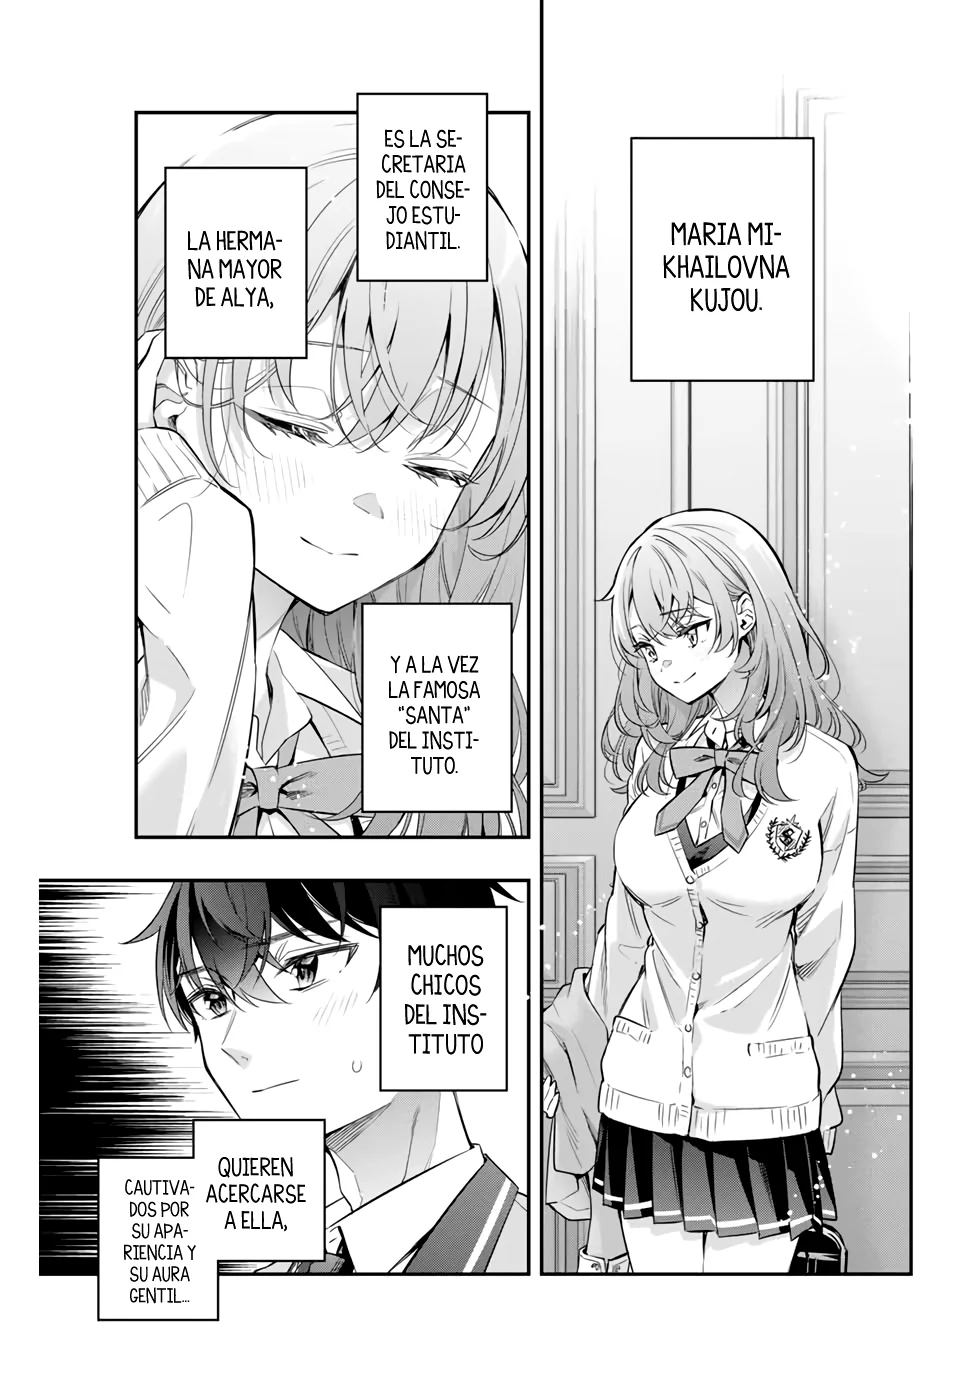 MARIA MI-
KHAILOVNA
KUJOU.
ES LA SE-
CRETARIA
DEL CONSE-
JO ESTU-
DIANTIL.
LA HERMA-
NA MAYOR
DE ALYA,
Y A LA VEZ
LA FAMOSA
"SANTA"
DEL INSTI-
TUTO.
MUCHOS
CHICOS
DEL INS-
TITUTO
QUIEREN
ACERCARSE
A ELLA,
CAUTIVA-
DOS POR
SU APA-
RIENCIA Y
SU AURA
GENTIL...